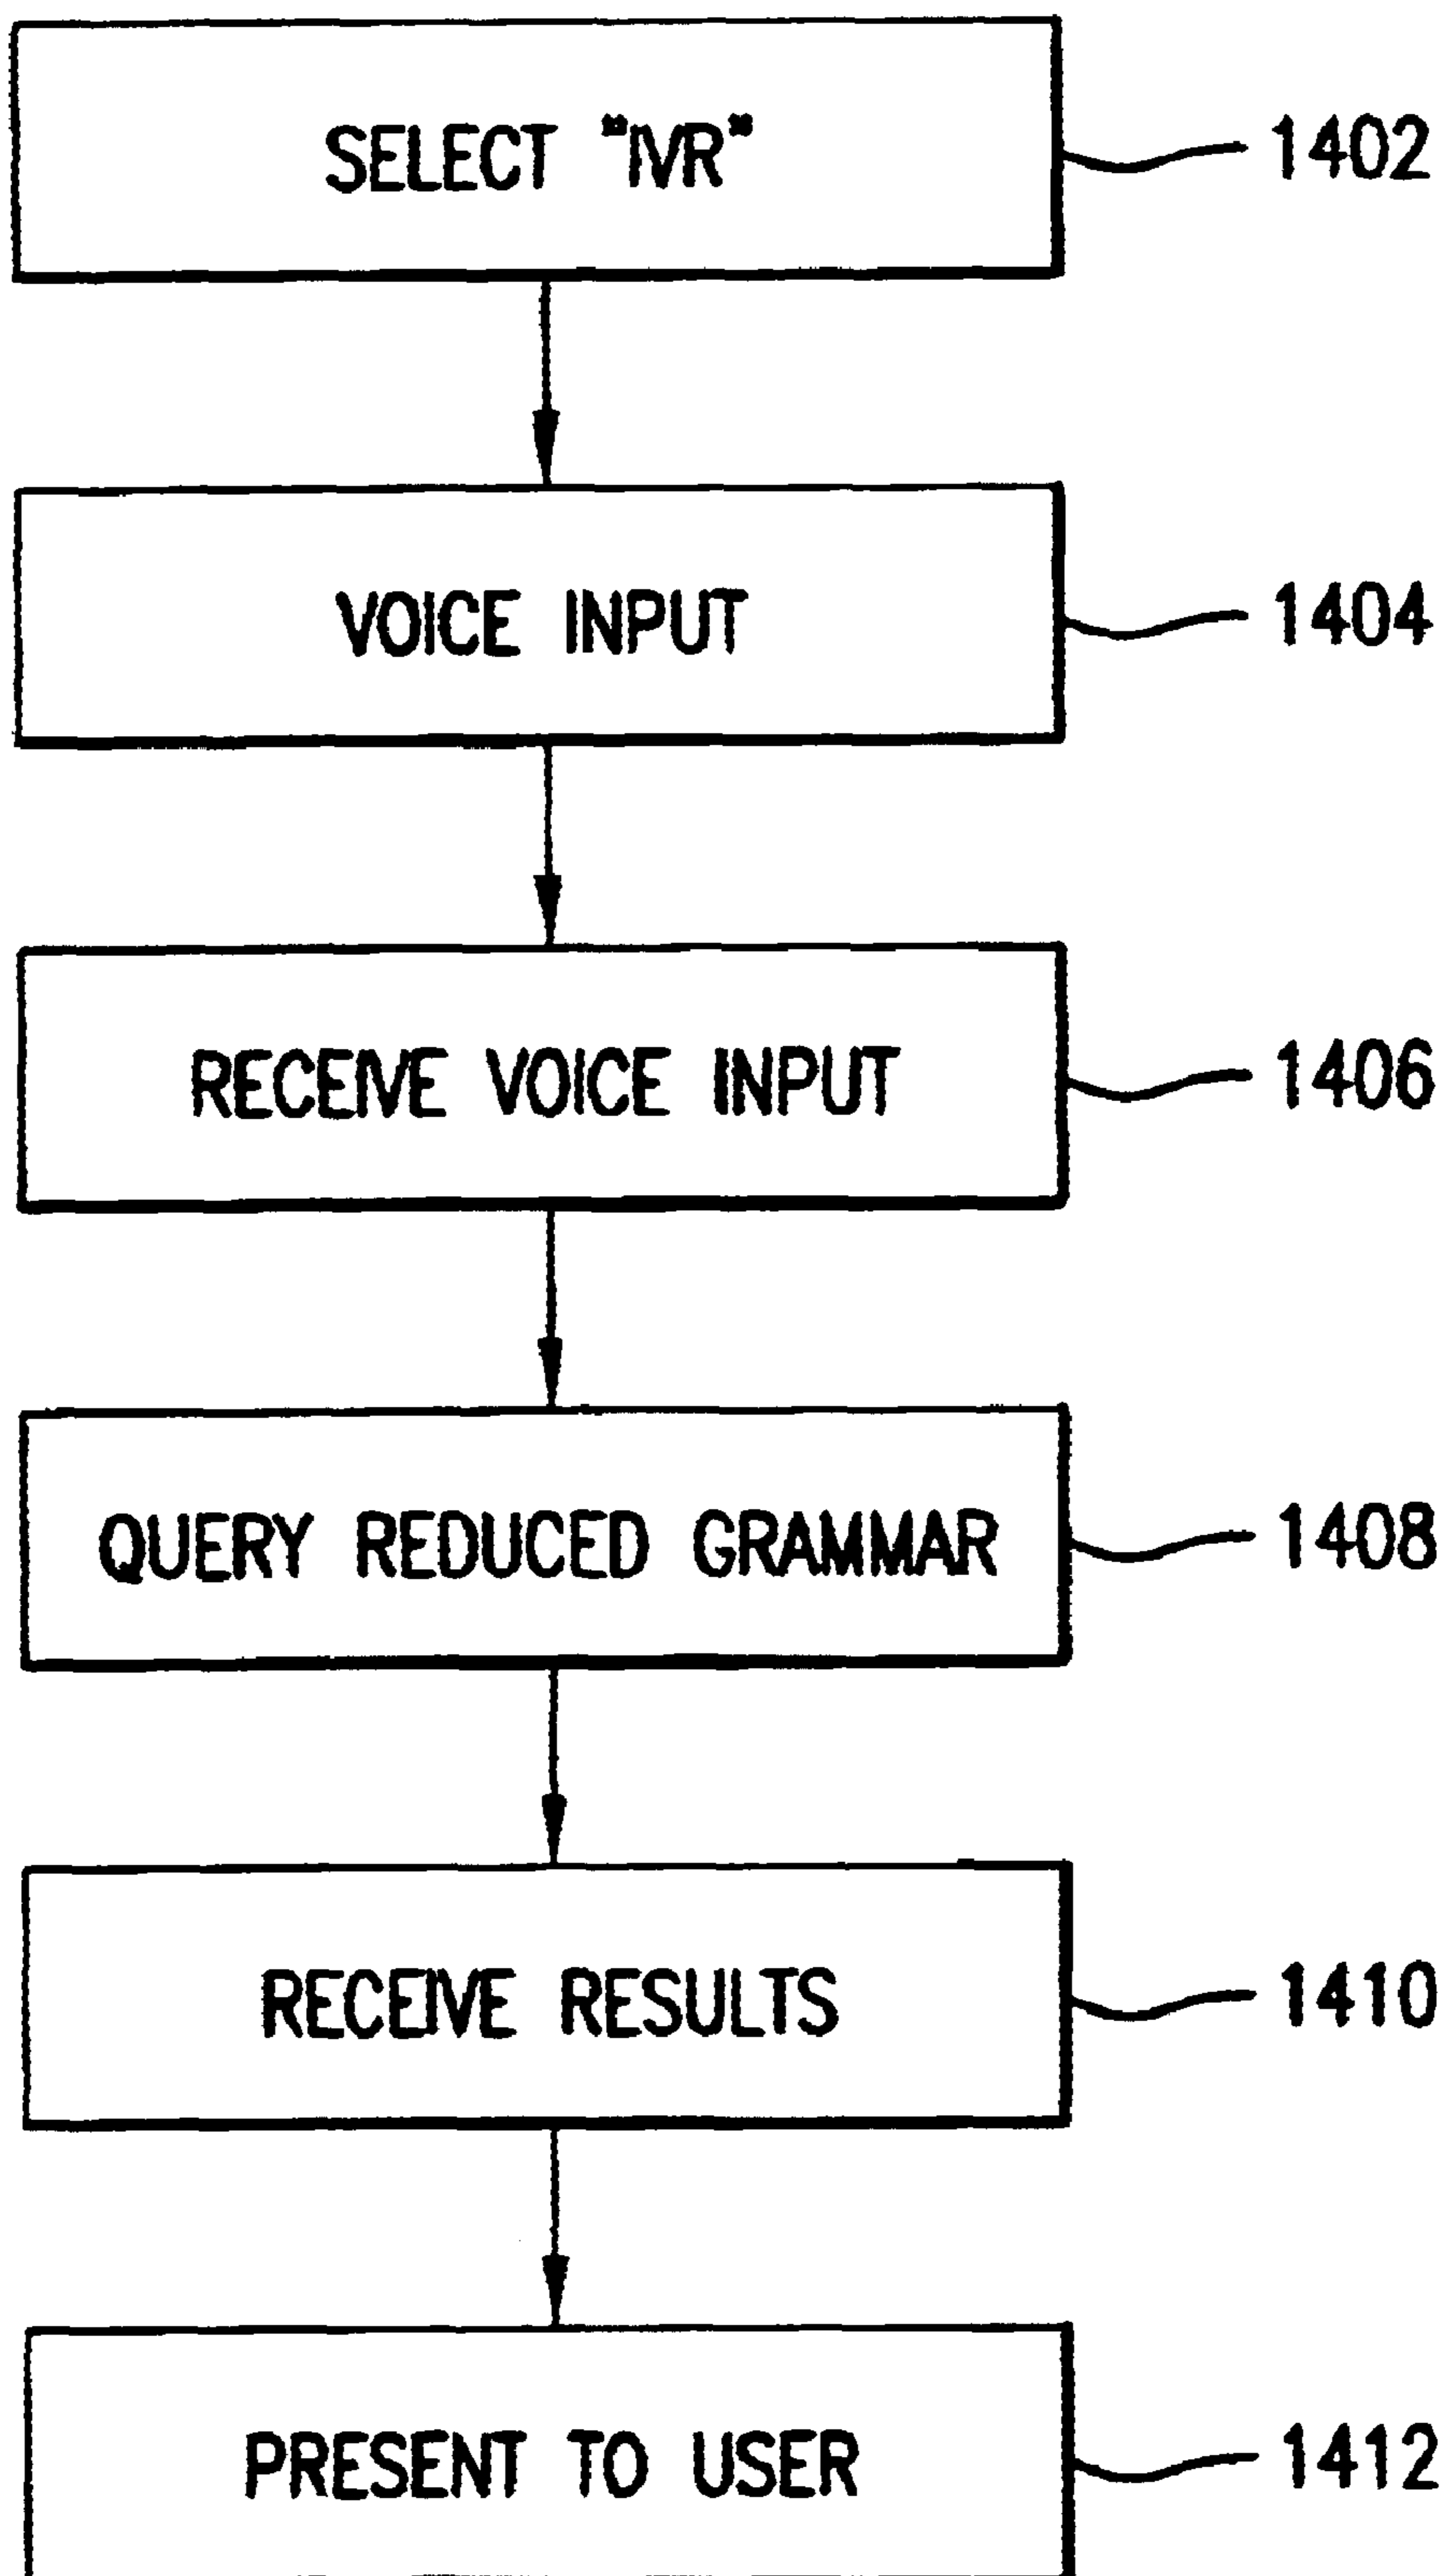 SELECT "IVR" 1402
VOICE INPUT 1404
RECEIVE VOICE INPUT 1406
QUERY REDUCED GRAMMAR 1408
RECEIVE RESULTS 1410
PRESENT TO USER 1412